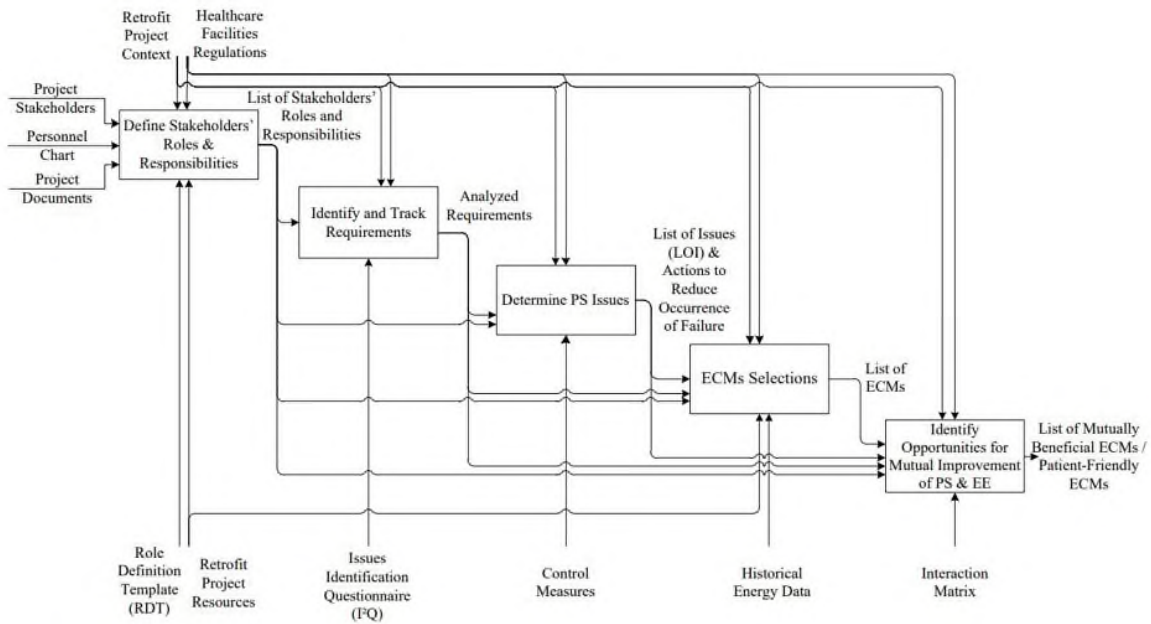 Retrofit
Project
Context
Healthcare
Facilities
Regulations
Project
Stakeholders
Personnel
Chart
Project
Documents
Define Stakeholders'
Roles &
Responsibilities
List of Stakeholders'
Roles and
Responsibilities
Identify and Track
Requirements
Analyzed
Requirements
Determine PS Issues
List of Issues
(LOI) &
Actions to
Reduce
Occurrence
of Failure
ECMs Selections
List of
ECMs
Identify
Opportunities for
Mutual Improvement
of PS & EE
List of Mutually
Beneficial ECMs /
Patient-Friendly
ECMs
Role
Definition
Template
(RDT)
Retrofit
Project
Resources
Issues
Identification
Questionnaire
(I²Q)
Control
Measures
Historical
Energy Data
Interaction
Matrix